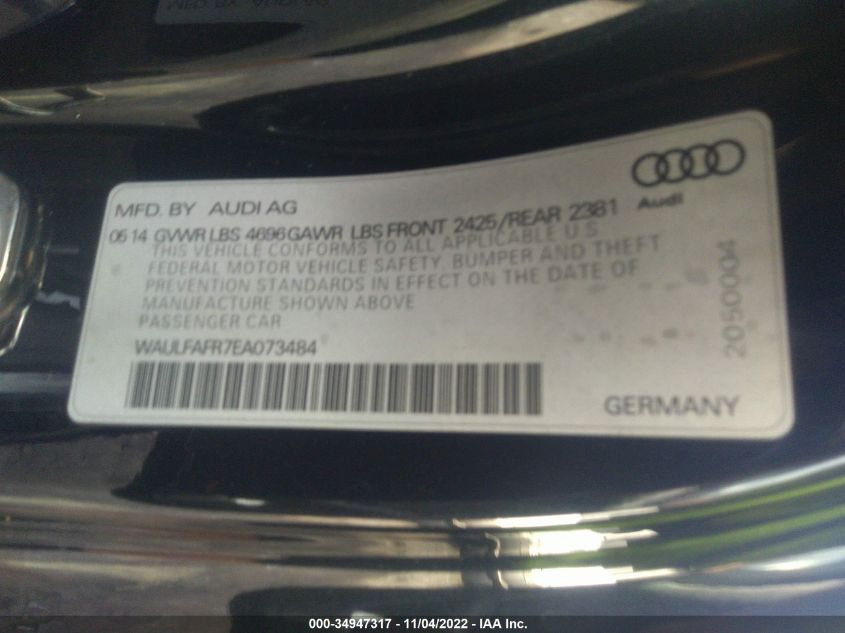 Audi
MFD. BY AUDI AG
0614 GVWR LBS 4696 GAWR LBS FRONT 2425/REAR 2381
THIS VEHICLE CONFORMS TO ALL APPLICABLE U.S.
FEDERAL MOTOR VEHICLE SAFETY, BUMPER AND THEFT
PREVENTION STANDARDS IN EFFECT ON THE DATE OF
MANUFACTURE SHOWN ABOVE
PASSENGER CAR
WAULFAFR7EA073484
GERMANY
2050004
000-34947317 - 11/04/2022 - IAA Inc.